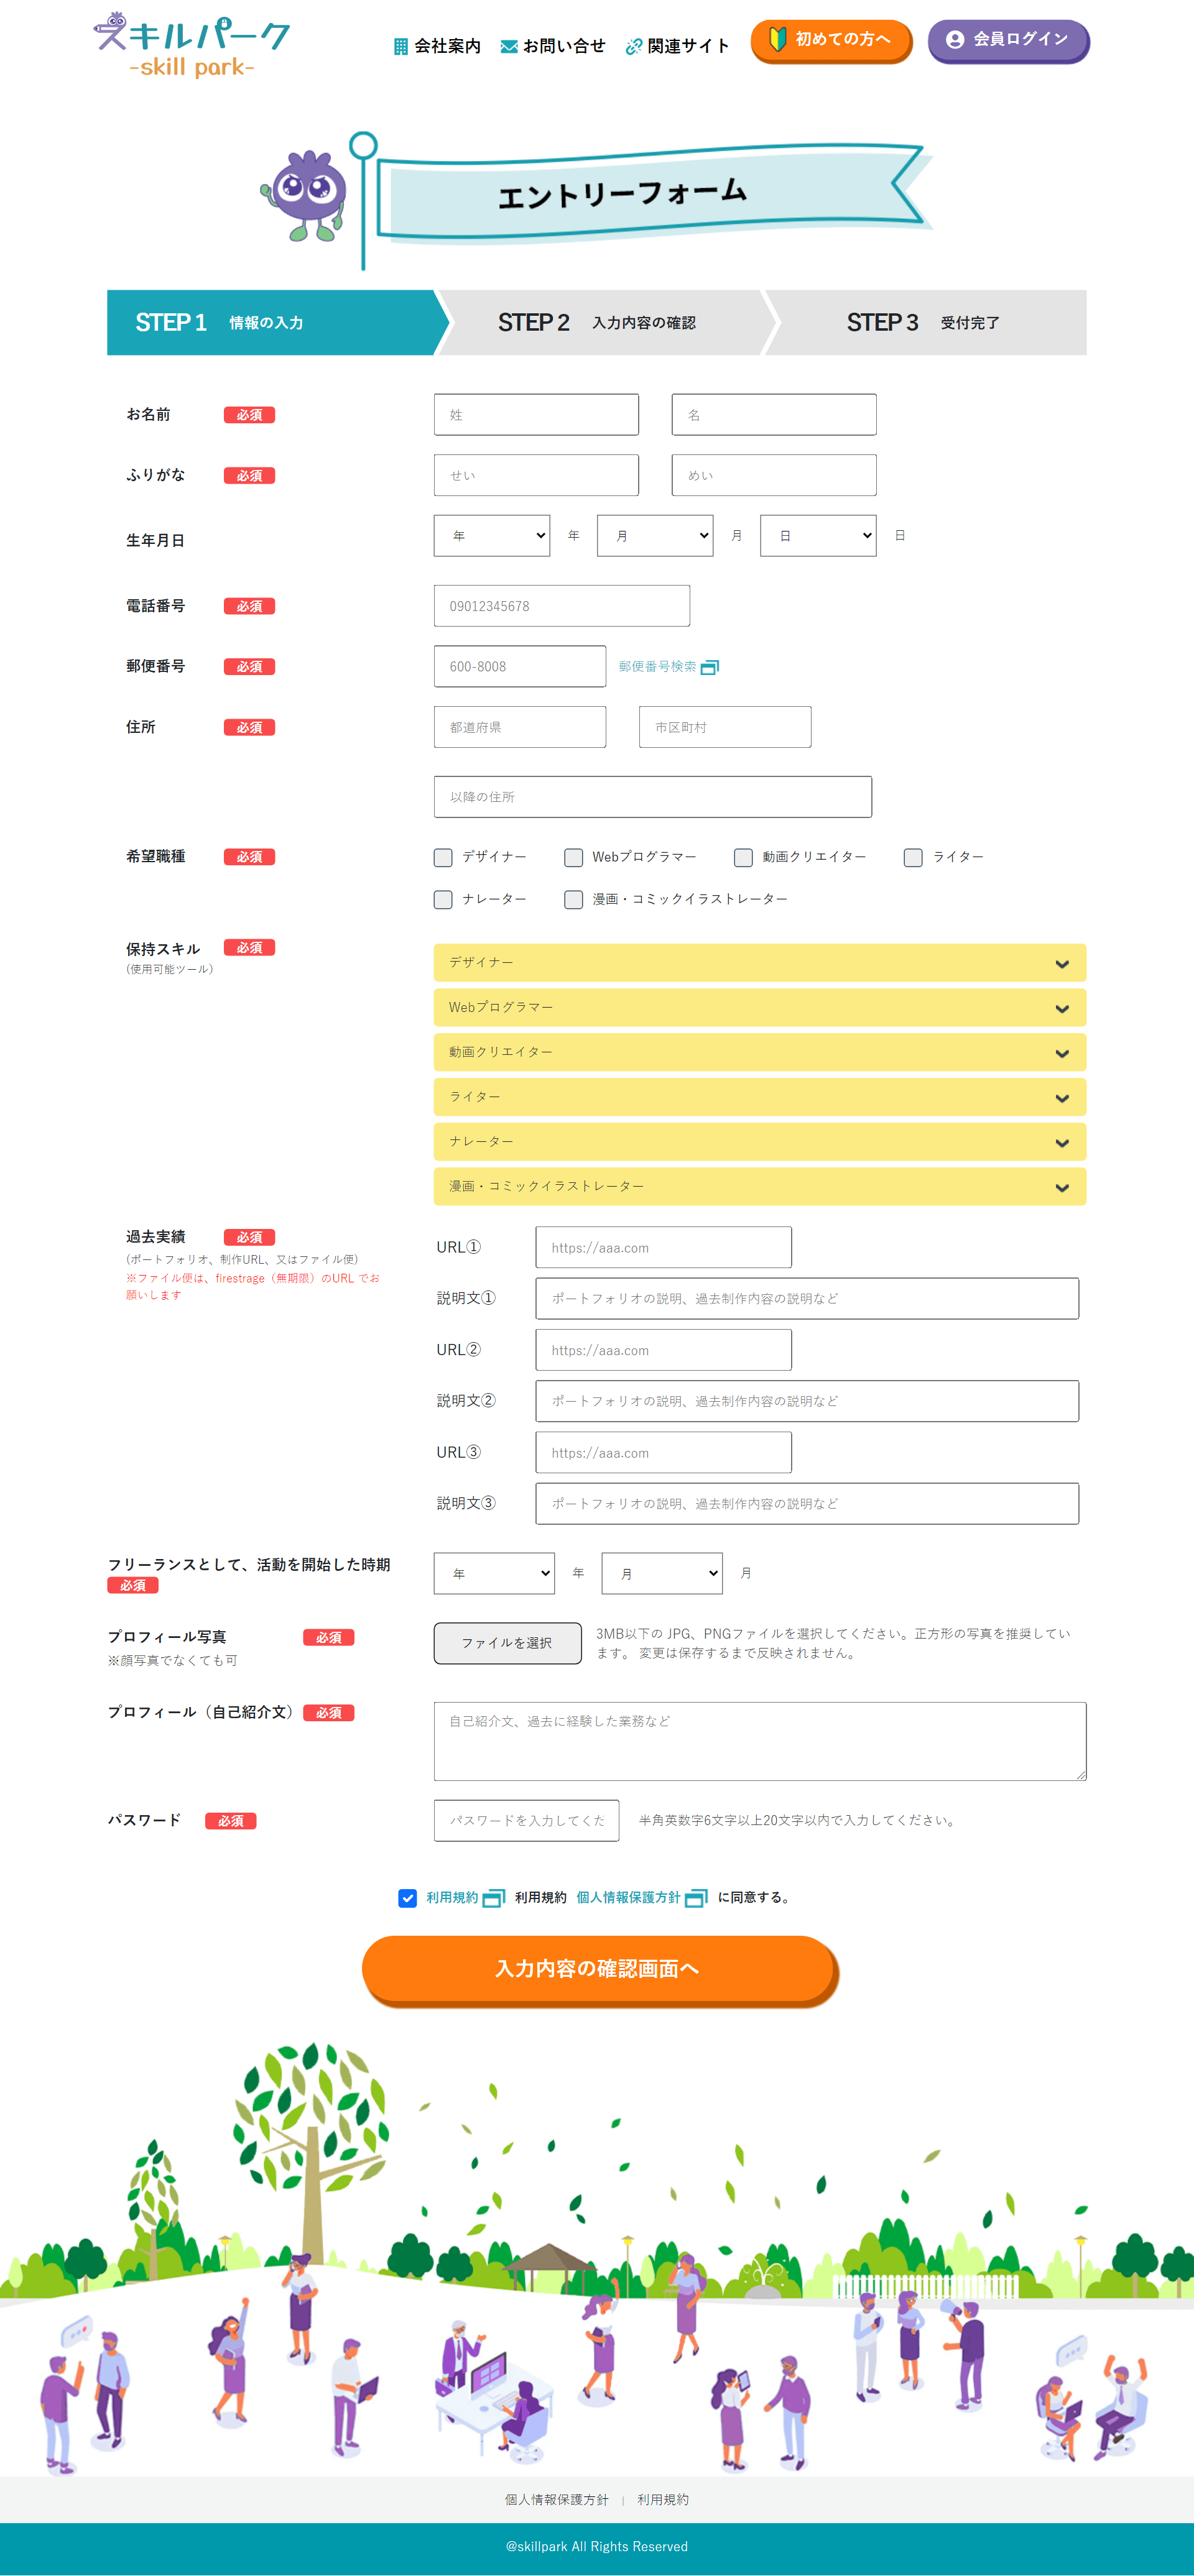 スキルパーク
-skill park-
会社案内
お問い合せ
関連サイト
初めての方へ
会員ログイン
エントリーフォーム
STEP 1 情報の入力
STEP 2 入力内容の確認
STEP 3 受付完了
お名前 必須 姓 名
ふりがな 必須 せい めい
生年月日 年 年 月 月 日 日
電話番号 必須 09012345678
郵便番号 必須 600-8008 郵便番号検索
住所 必須 都道府県 市区町村
以降の住所
希望職種 必須 デザイナー Webプログラマー 動画クリエイター ライター
ナレーター 漫画・コミックイラストレーター
保持スキル 必須
(使用可能ツール)
デザイナー
Webプログラマー
動画クリエイター
ライター
ナレーター
漫画・コミックイラストレーター
過去実績 必須
(ポートフォリオ、制作URL、又はファイル便)
※ファイル便は、firestrage（無期限）のURL でお
願いします
URL① https://aaa.com
説明文① ポートフォリオの説明、過去制作内容の説明など
URL② https://aaa.com
説明文② ポートフォリオの説明、過去制作内容の説明など
URL③ https://aaa.com
説明文③ ポートフォリオの説明、過去制作内容の説明など
フリーランスとして、活動を開始した時期
必須
年 年 月 月
プロフィール写真 必須
※顔写真でなくても可
ファイルを選択
3MB以下の JPG、PNGファイルを選択してください。正方形の写真を推奨してい
ます。 変更は保存するまで反映されません。
プロフィール（自己紹介文） 必須
自己紹介文、過去に経験した業務など
パスワード 必須 パスワードを入力してくだ 半角英数字6文字以上20文字以内で入力してください。
利用規約 利用規約 個人情報保護方針 に同意する。
入力内容の確認画面へ
個人情報保護方針 | 利用規約
@skillpark All Rights Reserved